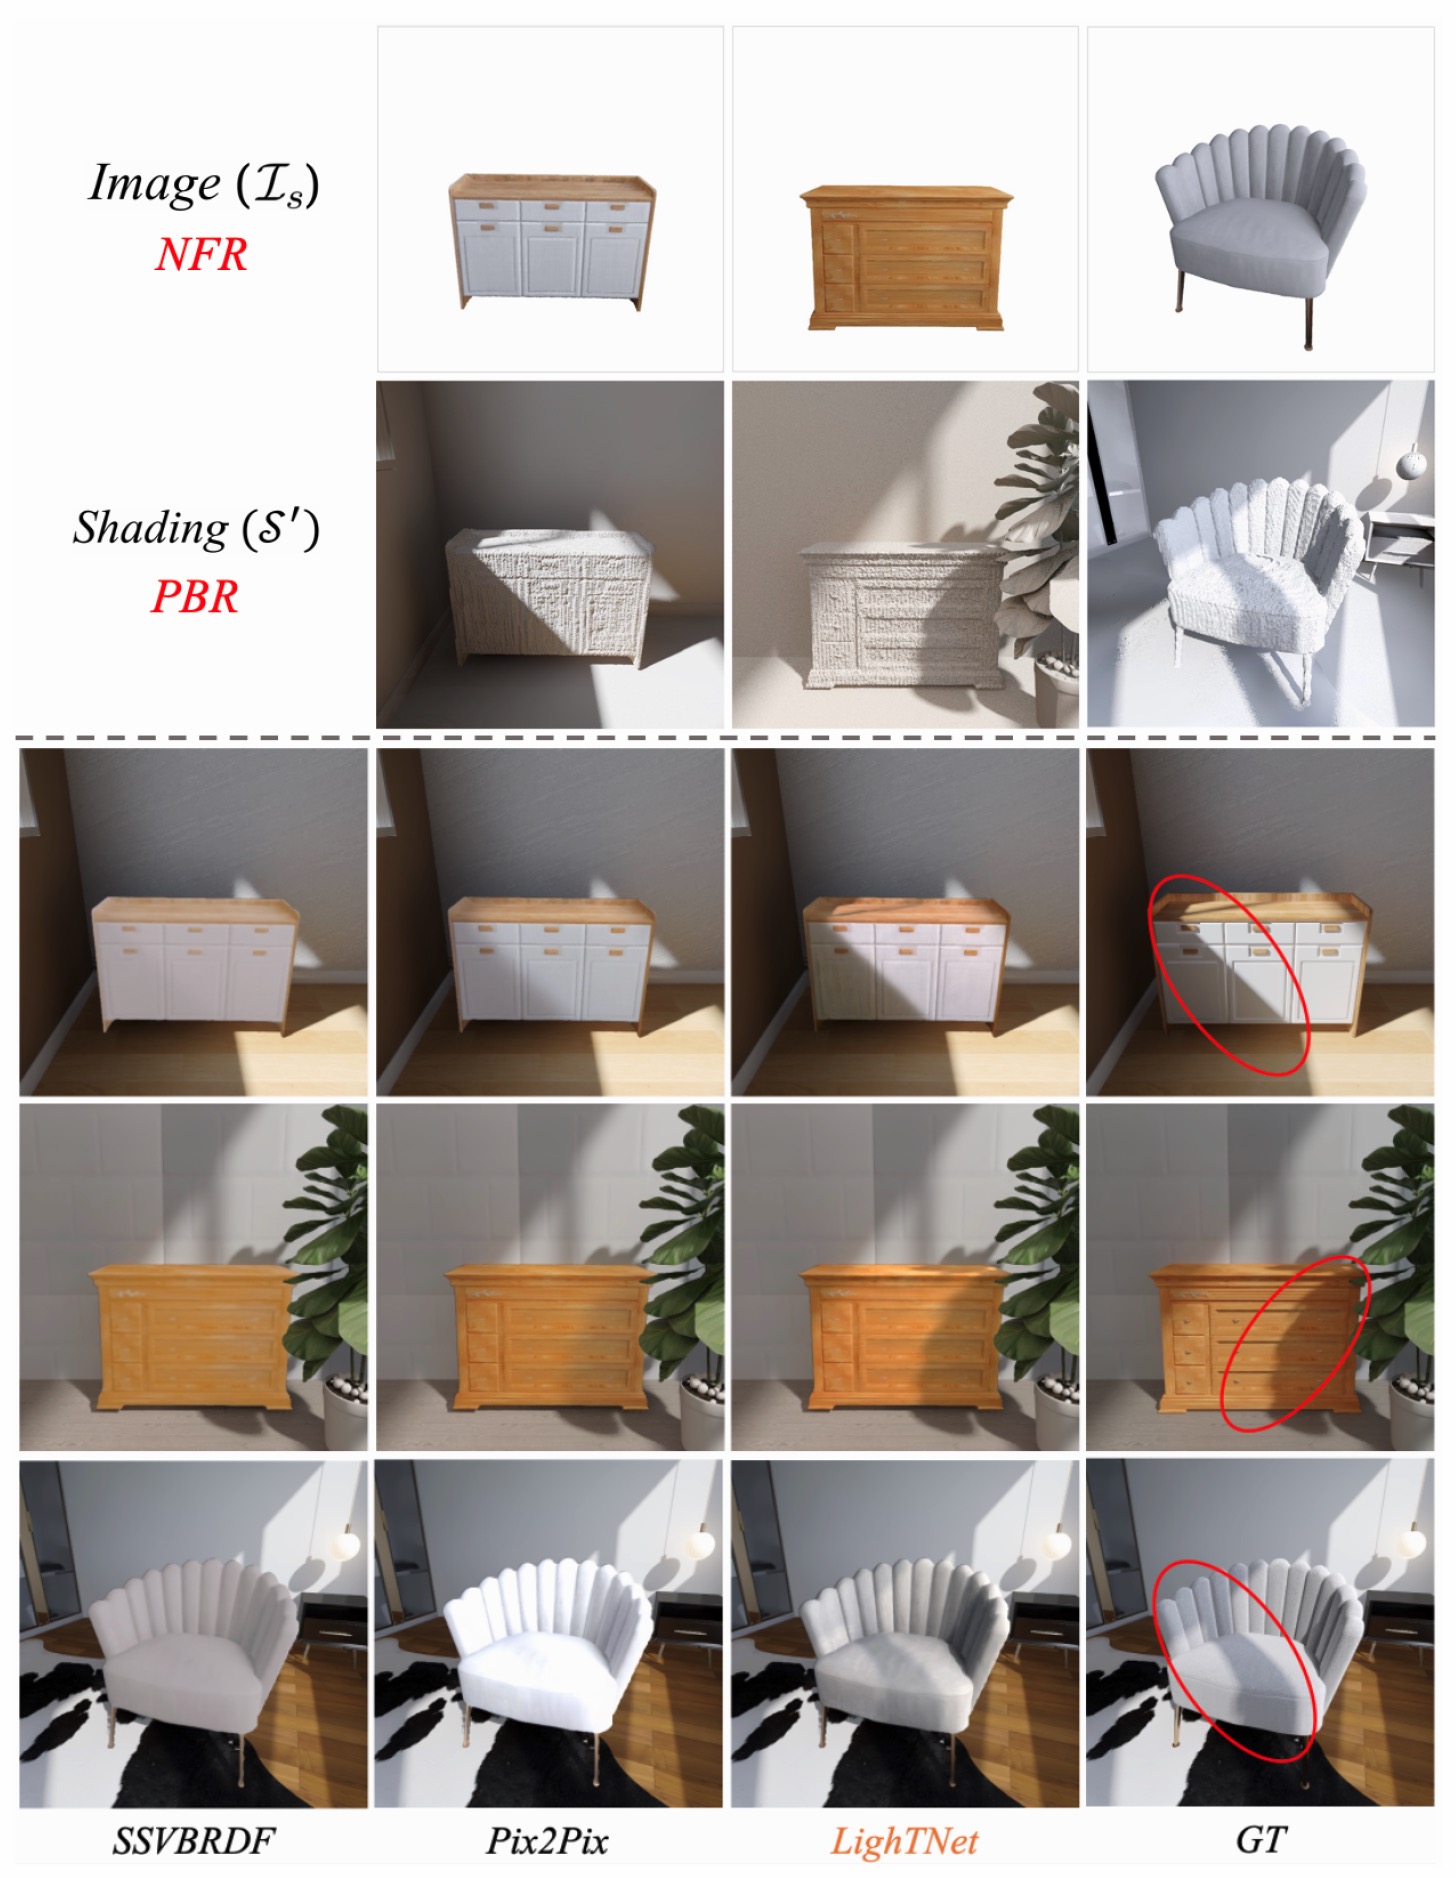 Image (ℐₛ)
NFR
Shading (𝒮′)
PBR
SSVBRDF
Pix2Pix
LighTNet
GT